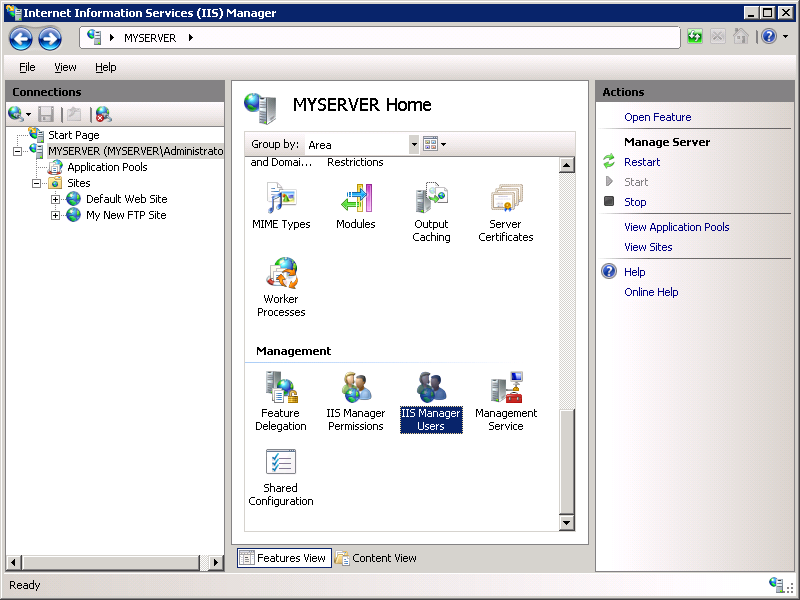 Internet Information Services (IIS) Manager
MYSERVER
File View Help
Connections
Start Page
MYSERVER (MYSERVER\Administrato
Application Pools
Sites
Default Web Site
My New FTP Site
MYSERVER Home
Group by: Area
and Domai... Restrictions
MIME Types
Modules
Output
Caching
Server
Certificates
Worker
Processes
Management
Feature
Delegation
IIS Manager
Permissions
IIS Manager
Users
Management
Service
Shared
Configuration
Features View
Content View
Actions
Open Feature
Manage Server
Restart
Start
Stop
View Application Pools
View Sites
Help
Online Help
Ready